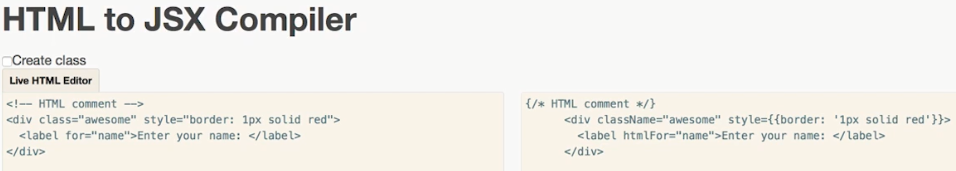 HTML to JSX Compiler
Create class
Live HTML Editor
<!-- HTML comment -->
<div class="awesome" style="border: 1px solid red">
  <label for="name">Enter your name: </label>
</div>
{/* HTML comment */}
      <div className="awesome" style={{border: '1px solid red'}}>
        <label htmlFor="name">Enter your name: </label>
      </div>